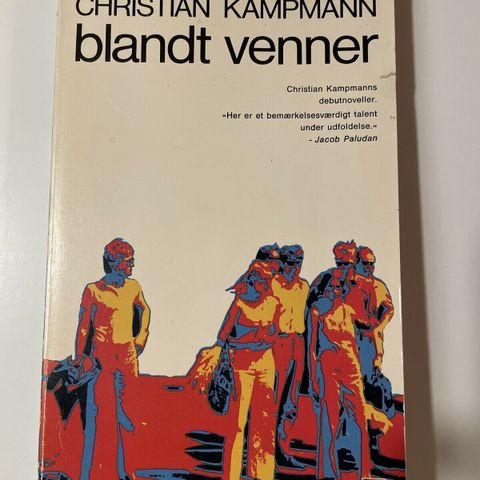 CHRISTIAN KAMPMANN
blandt venner
Christian Kampmanns
debutnoveller.
»Her er et bemærkelsesværdigt talent
under udfoldelse.«
- Jacob Paludan